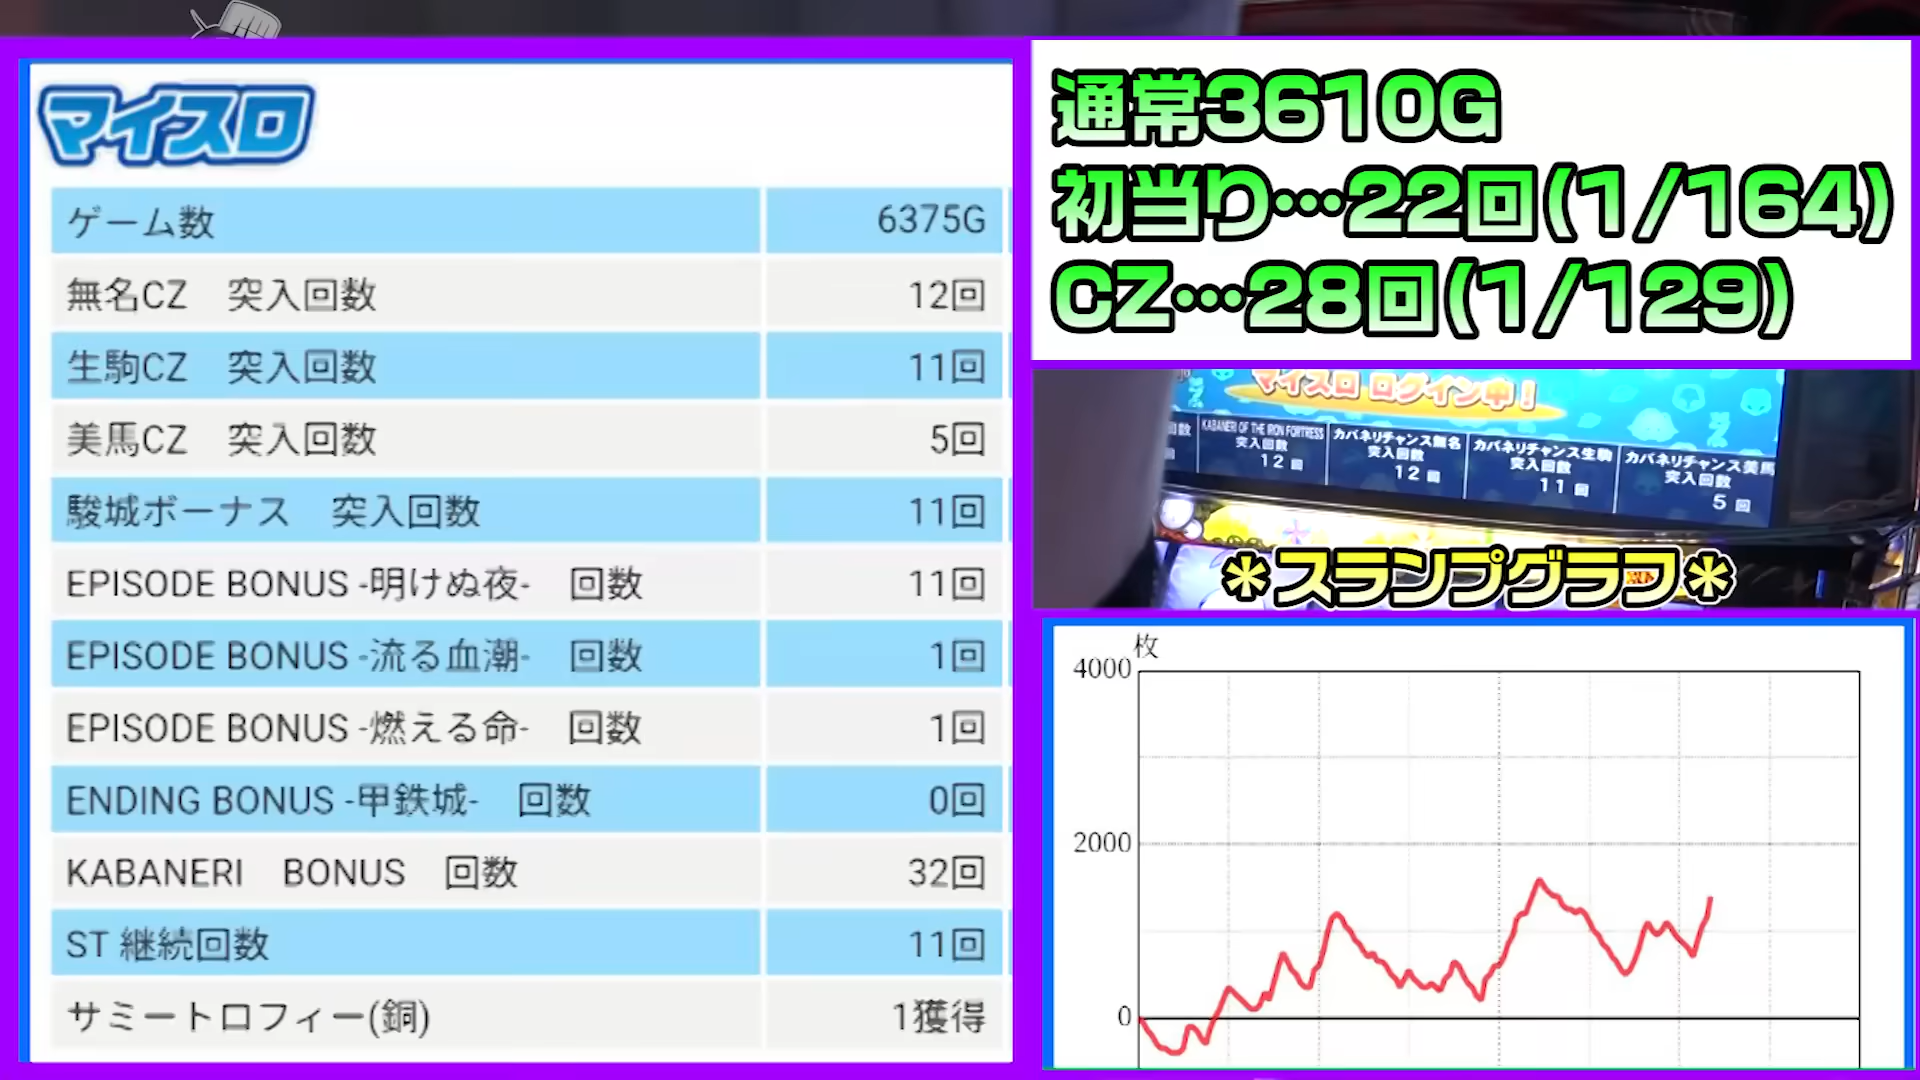 マイスロ
ゲーム数 6375G
無名CZ 突入回数 12回
生駒CZ 突入回数 11回
美馬CZ 突入回数 5回
駿城ボーナス 突入回数 11回
EPISODE BONUS -明けぬ夜- 回数 11回
EPISODE BONUS -流る血潮- 回数 1回
EPISODE BONUS -燃える命- 回数 1回
ENDING BONUS -甲鉄城- 回数 0回
KABANERI BONUS 回数 32回
ST 継続回数 11回
サミートロフィー(銅) 1獲得
通常3610G
初当り…22回(1/164)
CZ…28回(1/129)
マイスロ ログイン中！
回数
KABANERI OF THE IRON FORTRESS
突入回数
12 回
カバネリチャンス無名
突入回数
12 回
カバネリチャンス生駒
突入回数
11 回
カバネリチャンス美馬
突入回数
5 回
＊スランプグラフ＊
枚
4000
2000
0